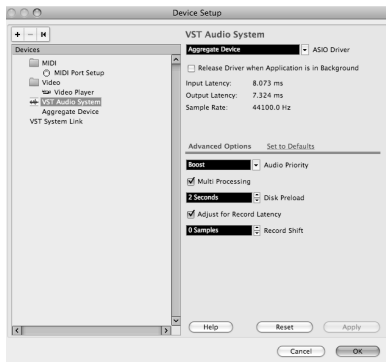 Device Setup
Devices
MIDI
MIDI Port Setup
Video
Video Player
VST Audio System
Aggregate Device
VST System Link
VST Audio System
Aggregate Device ASIO Driver
Release Driver when Application is in Background
Input Latency: 8.073 ms
Output Latency: 7.324 ms
Sample Rate: 44100.0 Hz
Advanced Options Set to Defaults
Boost Audio Priority
Multi Processing
2 Seconds Disk Preload
Adjust for Record Latency
0 Samples Record Shift
Help Reset Apply
Cancel OK